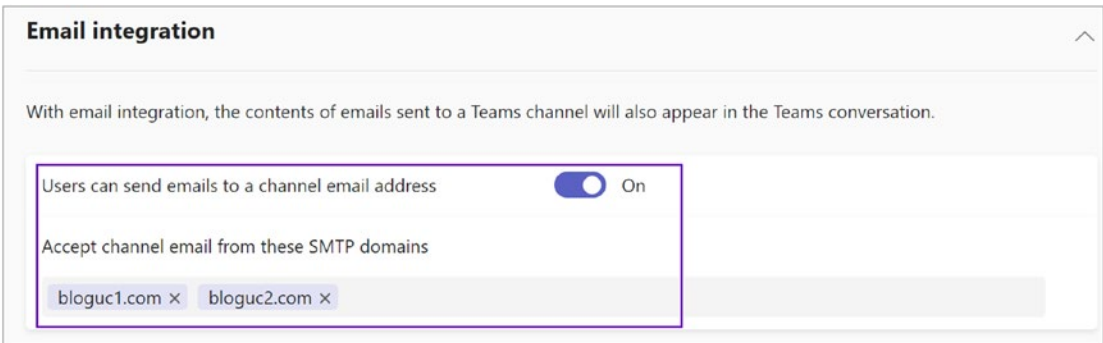 Email integration
With email integration, the contents of emails sent to a Teams channel will also appear in the Teams conversation.
Users can send emails to a channel email address On
Accept channel email from these SMTP domains
bloguc1.com × bloguc2.com ×